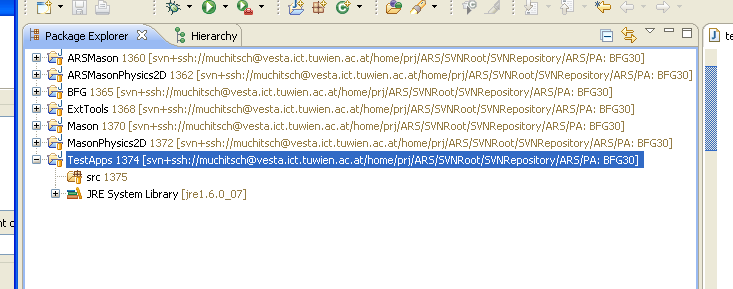 Package Explorer Hierarchy
ARSMason 1360 [svn+ssh://muchitsch@vesta.ict.tuwien.ac.at/home/prj/ARS/SVNRoot/SVNRepository/ARS/PA: BFG30]
ARSMasonPhysics2D 1362 [svn+ssh://muchitsch@vesta.ict.tuwien.ac.at/home/prj/ARS/SVNRoot/SVNRepository/ARS/PA: BFG30]
BFG 1365 [svn+ssh://muchitsch@vesta.ict.tuwien.ac.at/home/prj/ARS/SVNRoot/SVNRepository/ARS/PA: BFG30]
ExtTools 1368 [svn+ssh://muchitsch@vesta.ict.tuwien.ac.at/home/prj/ARS/SVNRoot/SVNRepository/ARS/PA: BFG30]
Mason 1370 [svn+ssh://muchitsch@vesta.ict.tuwien.ac.at/home/prj/ARS/SVNRoot/SVNRepository/ARS/PA: BFG30]
MasonPhysics2D 1372 [svn+ssh://muchitsch@vesta.ict.tuwien.ac.at/home/prj/ARS/SVNRoot/SVNRepository/ARS/PA: BFG30]
TestApps 1374 [svn+ssh://muchitsch@vesta.ict.tuwien.ac.at/home/prj/ARS/SVNRoot/SVNRepository/ARS/PA: BFG30]
src 1375
JRE System Library [jre1.6.0_07]